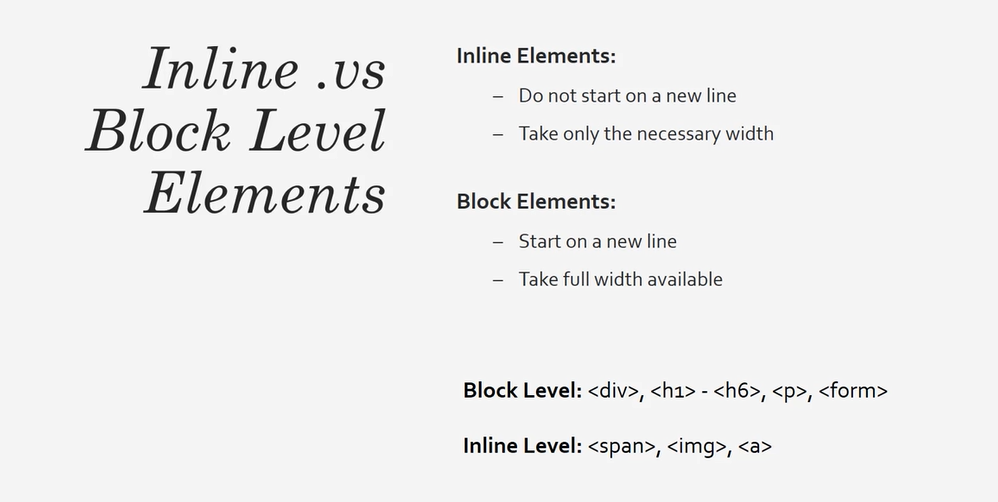 Inline .vs
Block Level
Elements
Inline Elements:
– Do not start on a new line
– Take only the necessary width
Block Elements:
– Start on a new line
– Take full width available
Block Level: <div>, <h1> - <h6>, <p>, <form>
Inline Level: <span>, <img>, <a>